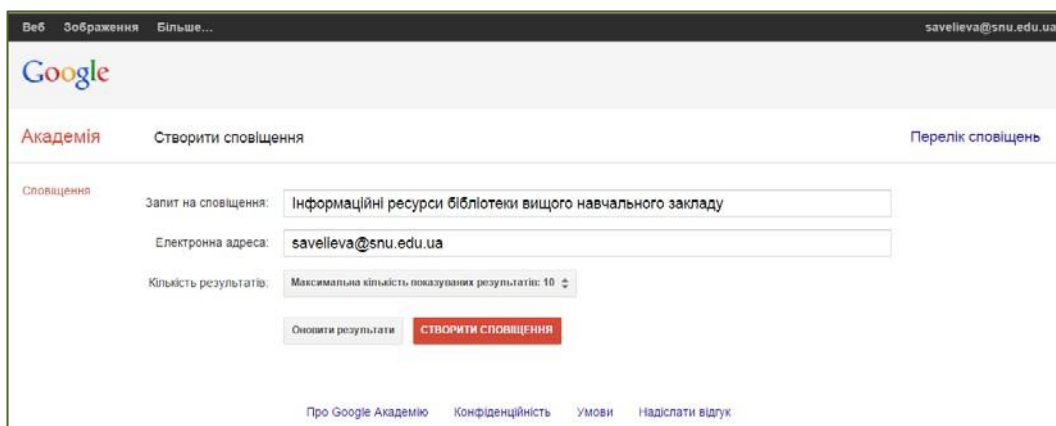 Веб Зображення Більше... savelieva@snu.edu.ua
Google
Академія Створити сповіщення Перелік сповіщень
Сповіщення
Запит на сповіщення: Інформаційні ресурси бібліотеки вищого навчального закладу
Електронна адреса: savelieva@snu.edu.ua
Кількість результатів: Максимальна кількість показуваних результатів: 10
Оновити результати СТВОРИТИ СПОВІЩЕННЯ
Про Google Академію Конфіденційність Умови Надіслати відгук